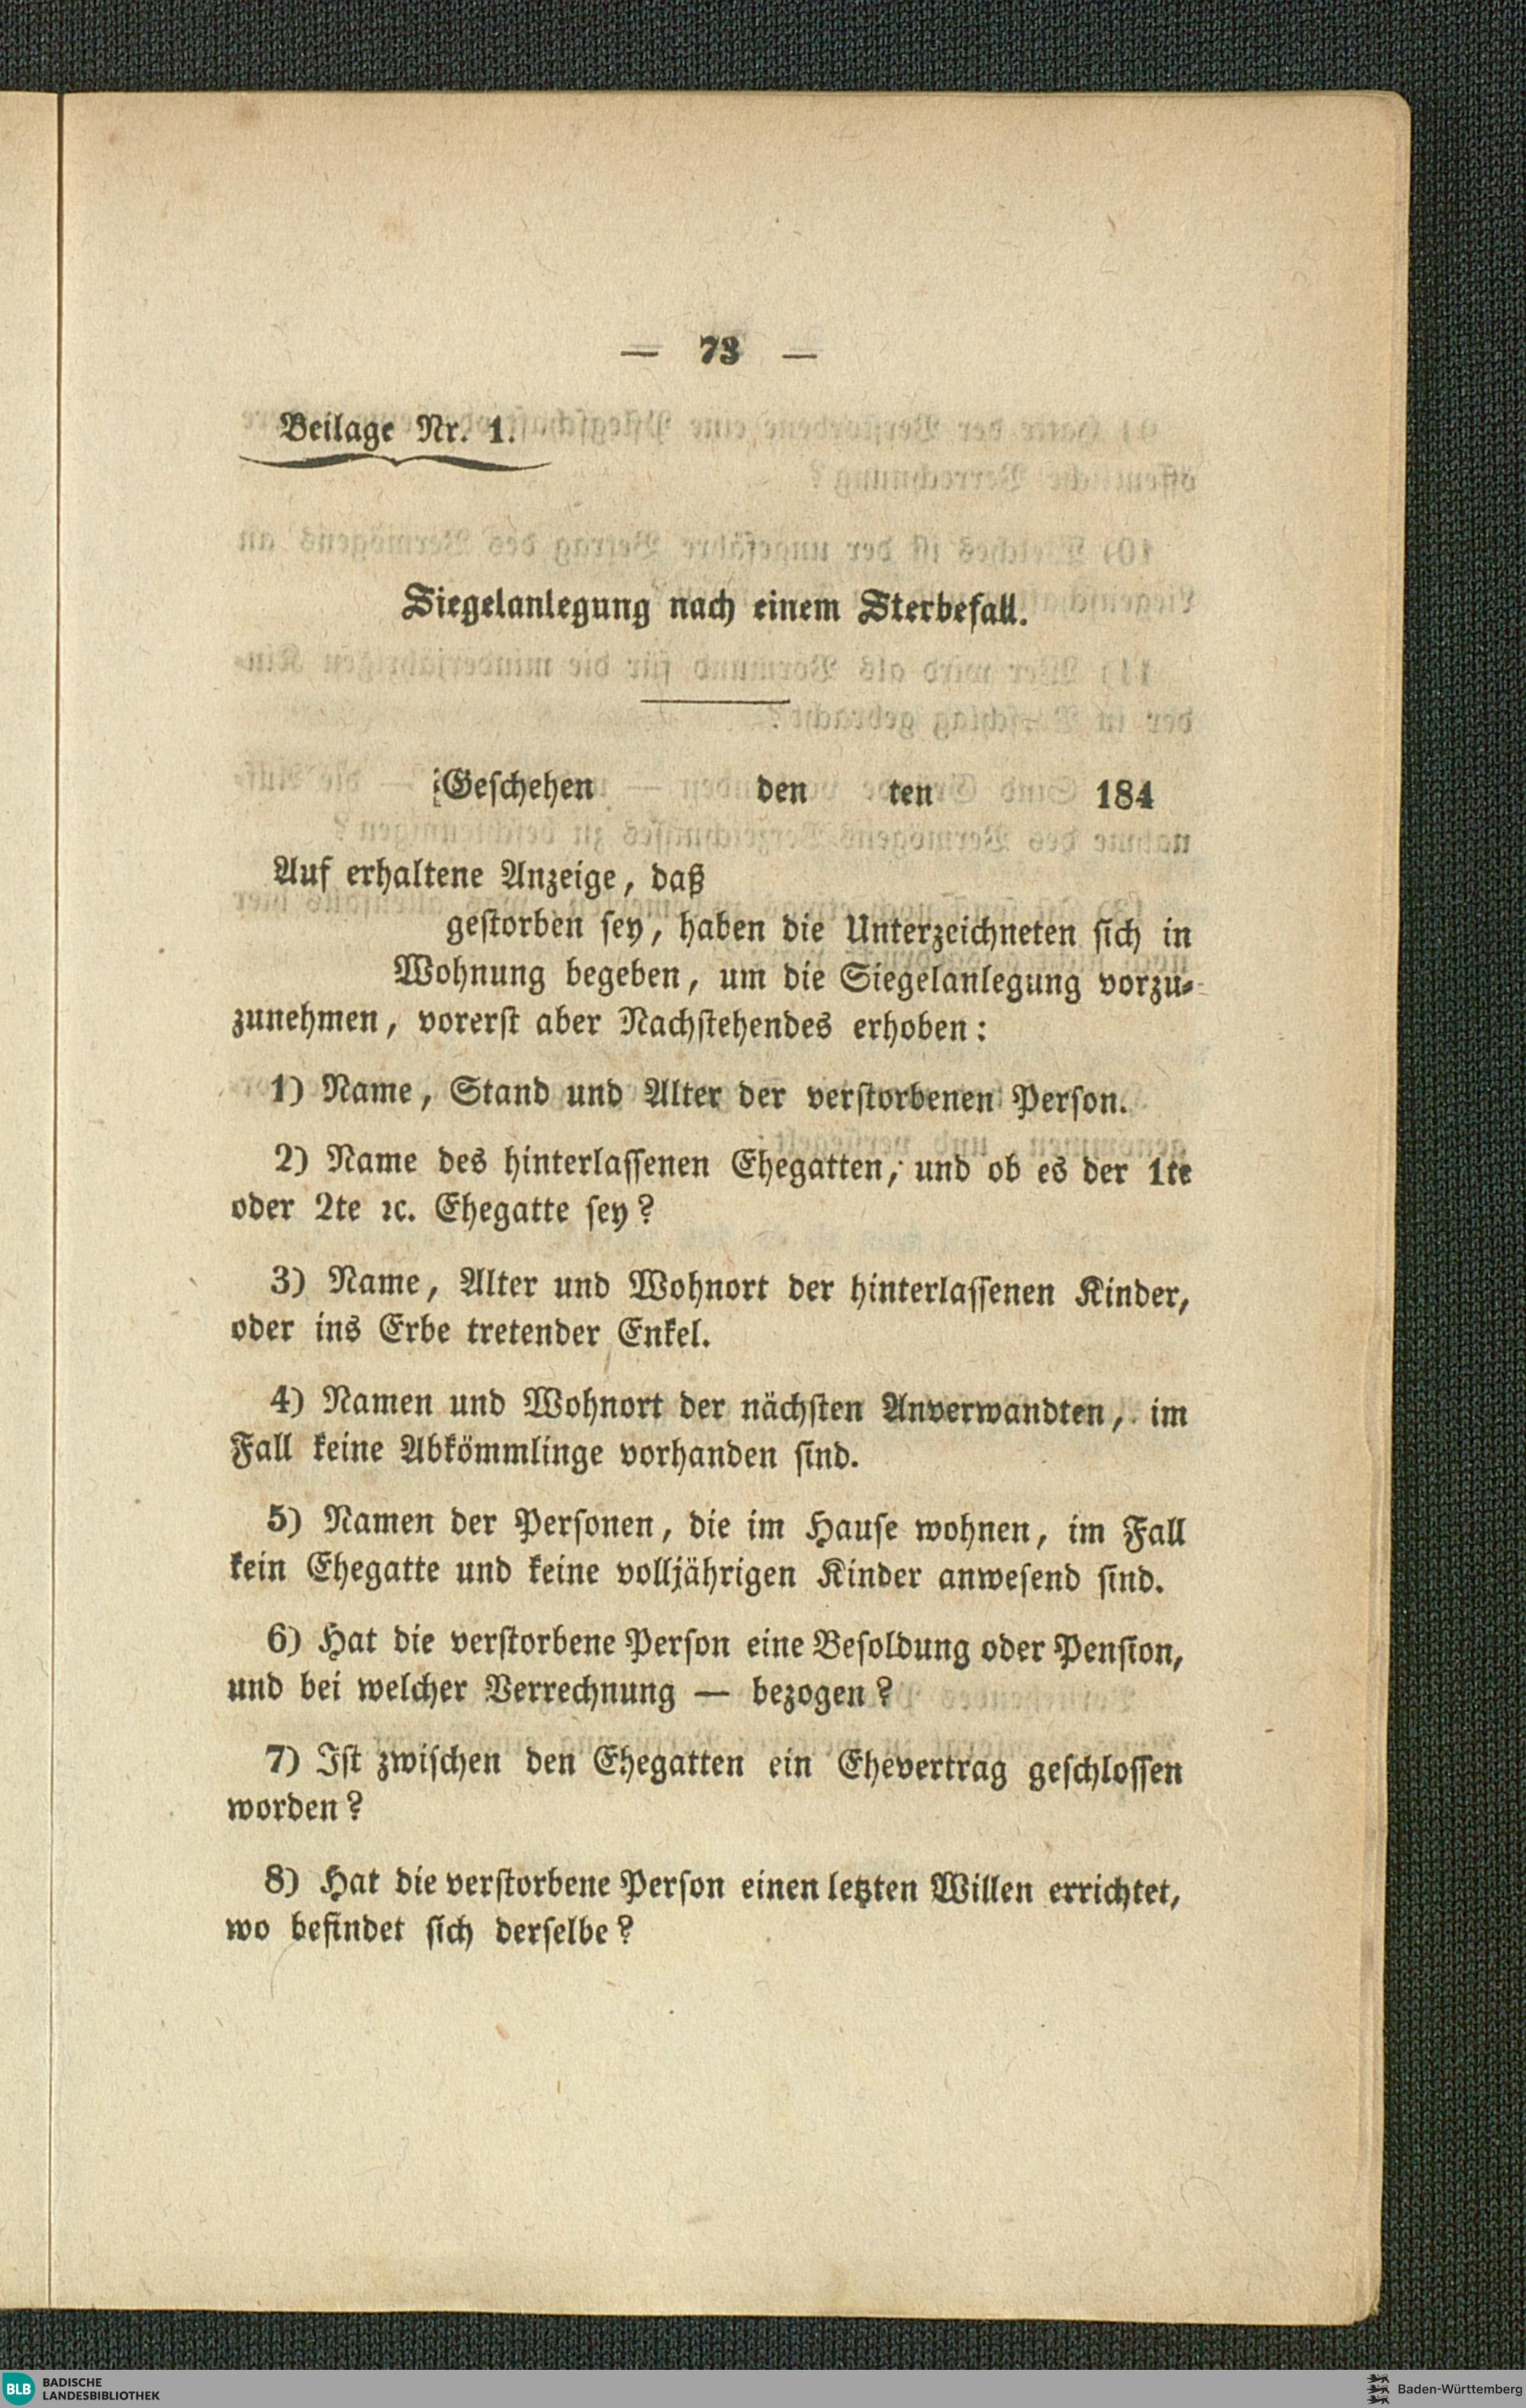 — 73 —
Beilage Nr. 1.
Siegelanlegung nach einem Sterbefall.
Geschehen den ten 184
Auf erhaltene Anzeige, daß
gestorben sey, haben die Unterzeichneten sich in
Wohnung begeben, um die Siegelanlegung vorzu-
zunehmen, vorerst aber Nachstehendes erhoben:
1) Name, Stand und Alter der verstorbenen Person.
2) Name des hinterlassenen Ehegatten, und ob es der 1te
oder 2te ꝛc. Ehegatte sey?
3) Name, Alter und Wohnort der hinterlassenen Kinder,
oder ins Erbe tretender Enkel.
4) Namen und Wohnort der nächsten Anverwandten, im
Fall keine Abkömmlinge vorhanden sind.
5) Namen der Personen, die im Hause wohnen, im Fall
kein Ehegatte und keine volljährigen Kinder anwesend sind.
6) Hat die verstorbene Person eine Besoldung oder Pension,
und bei welcher Verrechnung — bezogen?
7) Ist zwischen den Ehegatten ein Ehevertrag geschlossen
worden?
8) Hat die verstorbene Person einen letzten Willen errichtet,
wo befindet sich derselbe?
BLB BADISCHE
LANDESBIBLIOTHEK
Baden-Württemberg